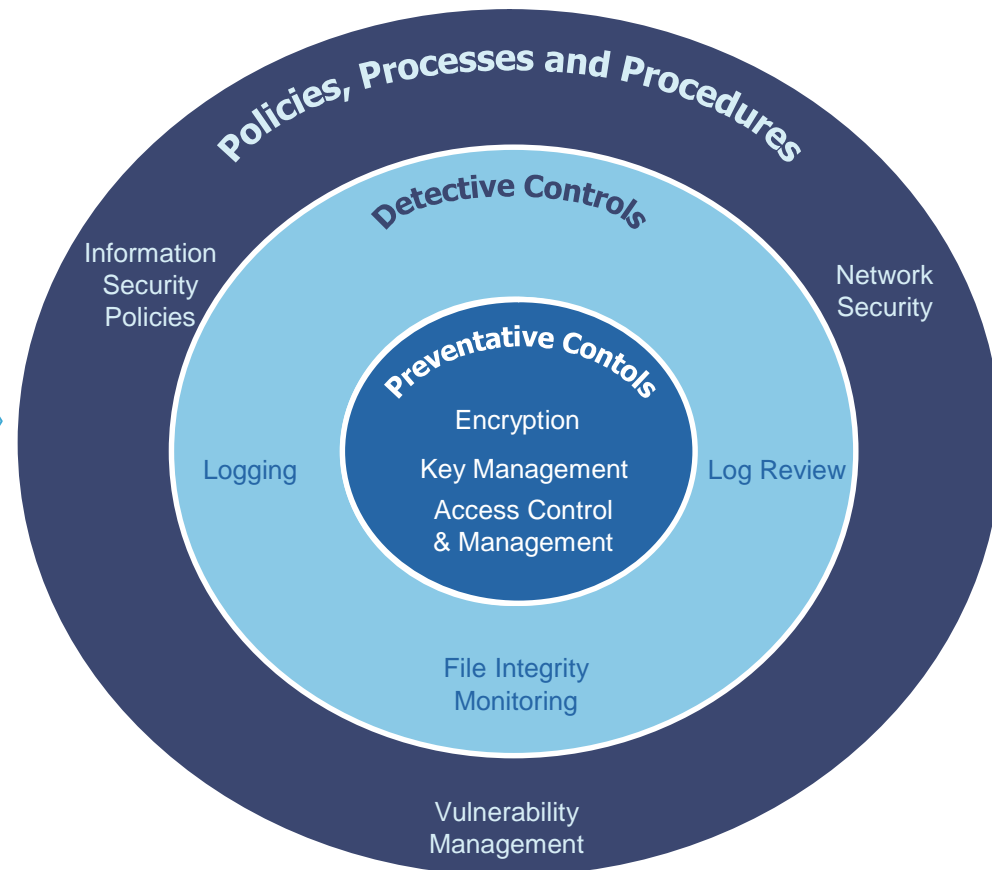 Policies, Processes and Procedures
Detective Controls
Information
Security
Policies
Network
Security
Preventative Contols
Encryption
Key Management
Access Control
& Management
Logging
Log Review
File Integrity
Monitoring
Vulnerability
Management